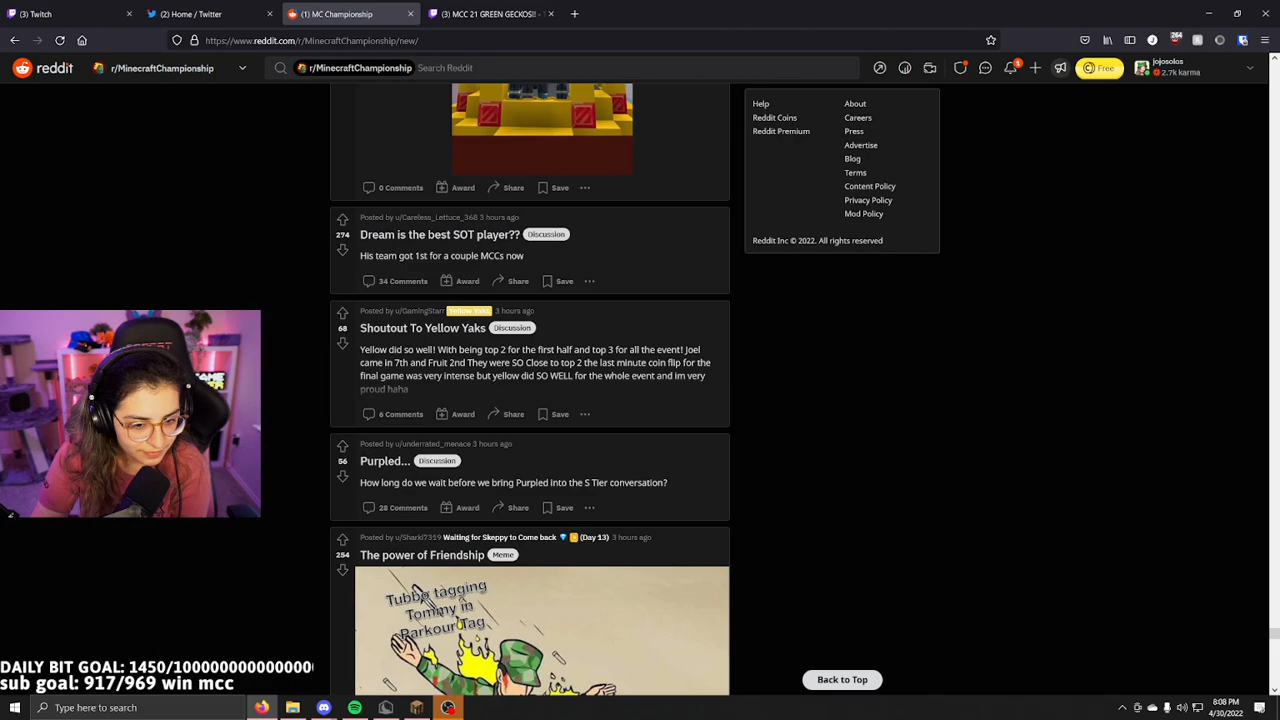 (3) Twitch
(2) Home / Twitter
MC Championship
(3) MCC 21 GREEN GECKOS!! - T
https://www.reddit.com/r/MinecraftChampionship/new/
reddit
r/MinecraftChampionship
r/MinecraftChampionship Search Reddit
Free
jojosolos
2.7k karma
Help
Reddit Coins
Reddit Premium
About
Careers
Press
Advertise
Blog
Terms
Content Policy
Privacy Policy
Mod Policy
Reddit Inc © 2022. All rights reserved
0 Comments Award Share Save
Posted by u/Careless_Lettuce_368 3 hours ago
274
Dream is the best SOT player?? Discussion
His team got 1st for a couple MCCs now
34 Comments Award Share Save
Posted by u/GamingStarr Yellow Yaks 3 hours ago
68
Shoutout To Yellow Yaks Discussion
Yellow did so well! With being top 2 for the first half and top 3 for all the event! Joel
came in 7th and Fruit 2nd They were SO Close to top 2 the last minute coin flip for the
final game was very intense but yellow did SO WELL for the whole event and im very
proud haha
6 Comments Award Share Save
Posted by u/underrated_menace 3 hours ago
56
Purpled... Discussion
How long do we wait before we bring Purpled into the S Tier conversation?
28 Comments Award Share Save
Posted by u/Sharkl7319 Waiting for Skeppy to Come back (Day 13) 3 hours ago
254
The power of Friendship Meme
Tubbo tagging
Tommy in
Parkour Tag
Back to Top
DAILY BIT GOAL: 1450/1000000000000000
sub goal: 917/969 win mcc
Type here to search
8:08 PM
4/30/2022